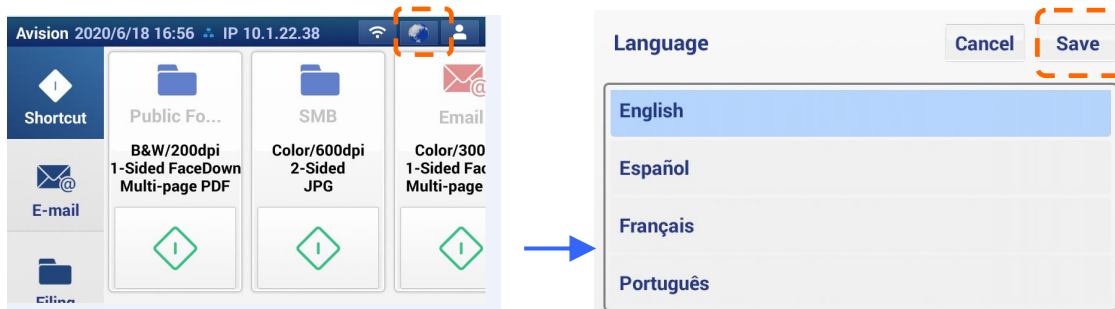 Avision 2020/6/18 16:56 IP 10.1.22.38
Shortcut
E-mail
Filing
Public Fo...
B&W/200dpi
1-Sided FaceDown
Multi-page PDF
SMB
Color/600dpi
2-Sided
JPG
Email
Color/300
1-Sided Fac
Multi-page
Language
Cancel
Save
English
Español
Français
Português